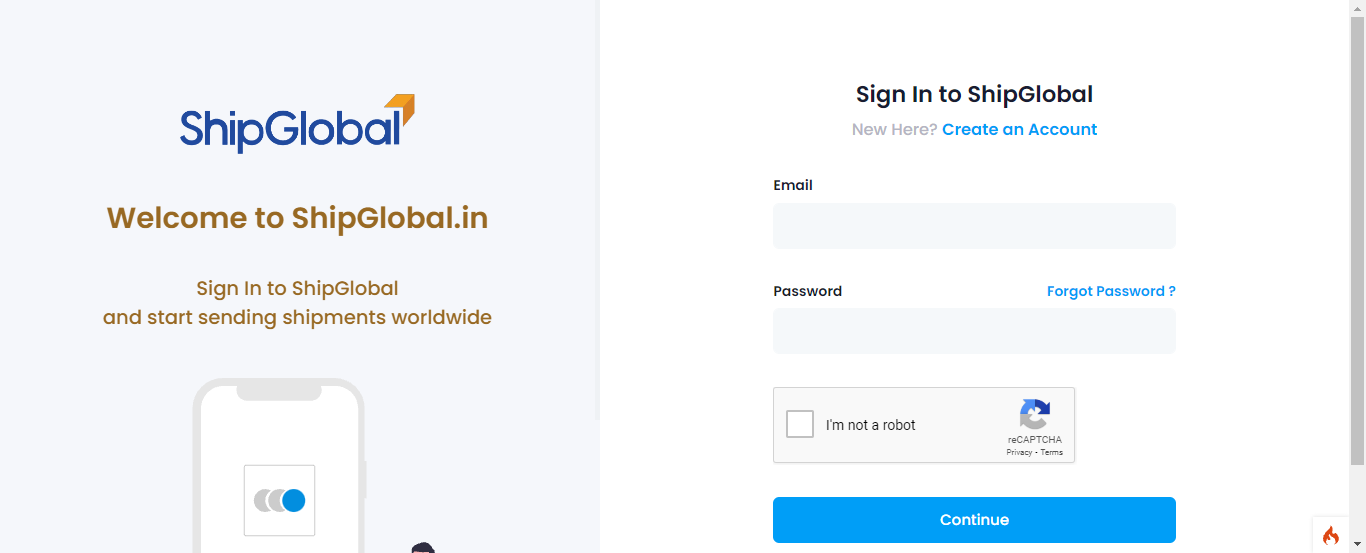 ShipGlobal
Welcome to ShipGlobal.in
Sign In to ShipGlobal
and start sending shipments worldwide
Sign In to ShipGlobal
New Here? Create an Account
Email
Password
Forgot Password ?
I'm not a robot
reCAPTCHA
Privacy - Terms
Continue